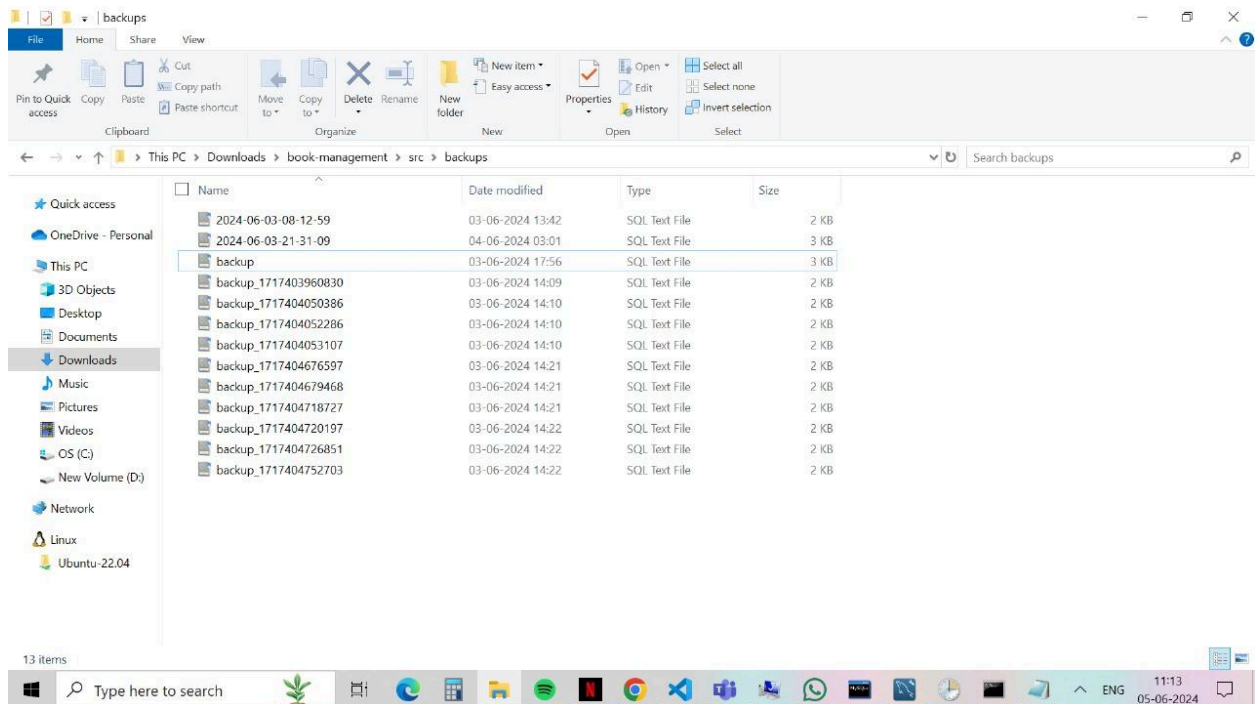 backups
File Home Share View
Pin to Quick access
Copy
Paste
Cut
Copy path
Paste shortcut
Clipboard
Move to
Copy to
Delete
Rename
Organize
New folder
New item
Easy access
New
Properties
Open
Edit
History
Open
Select all
Select none
Invert selection
Select
This PC > Downloads > book-management > src > backups
Search backups
Quick access
OneDrive - Personal
This PC
3D Objects
Desktop
Documents
Downloads
Music
Pictures
Videos
OS (C:)
New Volume (D:)
Network
Linux
Ubuntu-22.04
Name Date modified Type Size
2024-06-03-08-12-59 03-06-2024 13:42 SQL Text File 2 KB
2024-06-03-21-31-09 04-06-2024 03:01 SQL Text File 3 KB
backup 03-06-2024 17:56 SQL Text File 3 KB
backup_1717403960830 03-06-2024 14:09 SQL Text File 2 KB
backup_1717404050386 03-06-2024 14:10 SQL Text File 2 KB
backup_1717404052286 03-06-2024 14:10 SQL Text File 2 KB
backup_1717404053107 03-06-2024 14:10 SQL Text File 2 KB
backup_1717404676597 03-06-2024 14:21 SQL Text File 2 KB
backup_1717404679468 03-06-2024 14:21 SQL Text File 2 KB
backup_1717404718727 03-06-2024 14:21 SQL Text File 2 KB
backup_1717404720197 03-06-2024 14:22 SQL Text File 2 KB
backup_1717404726851 03-06-2024 14:22 SQL Text File 2 KB
backup_1717404752703 03-06-2024 14:22 SQL Text File 2 KB
13 items
Type here to search
ENG
11:13
05-06-2024